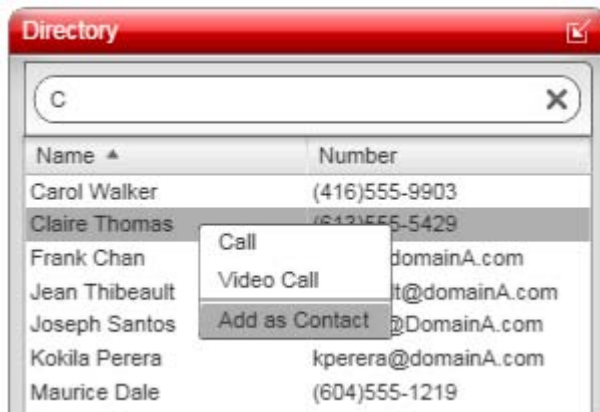 Directory
C
Name Number
Carol Walker (416)555-9903
Claire Thomas (613)555-5429
Call
Frank Chan domainA.com
Video Call
Jean Thibeault lt@domainA.com
Add as Contact
Joseph Santos @DomainA.com
Kokila Perera kperera@domainA.com
Maurice Dale (604)555-1219